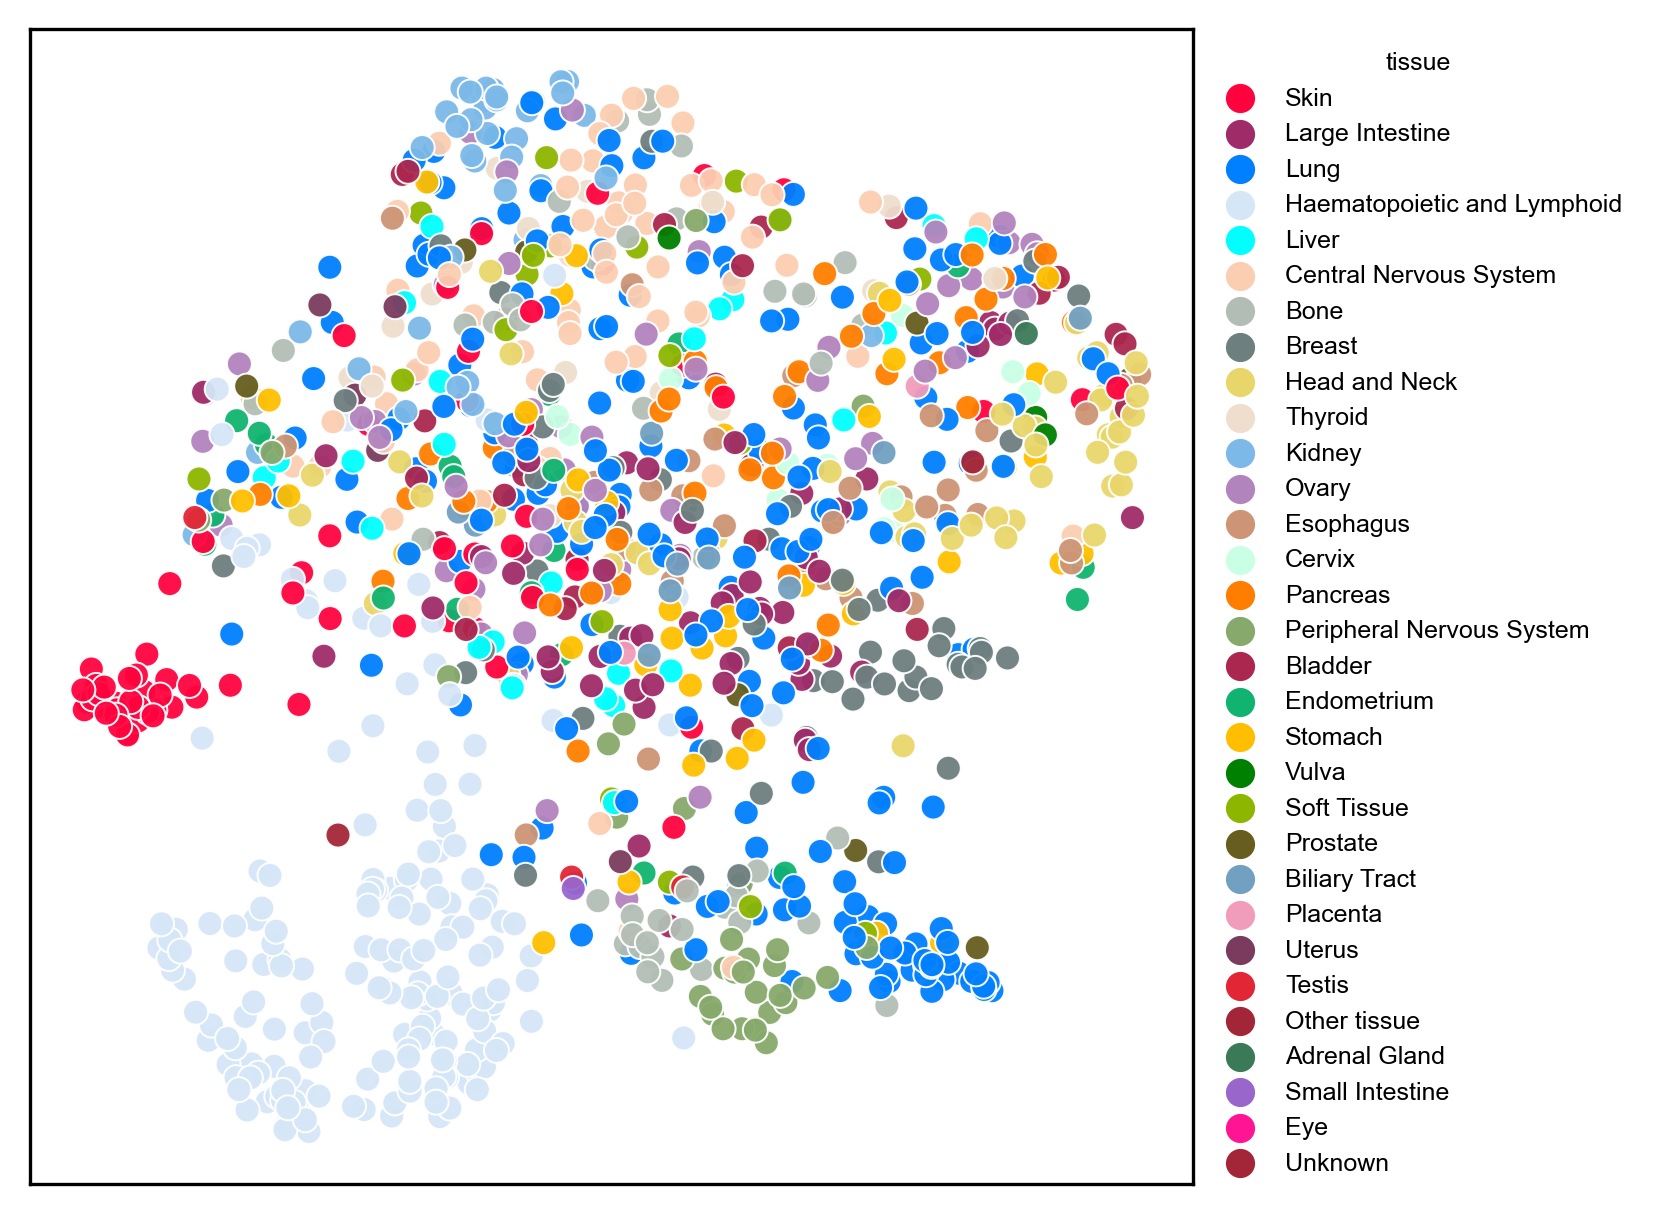 tissue
Skin
Large Intestine
Lung
Haematopoietic and Lymphoid
Liver
Central Nervous System
Bone
Breast
Head and Neck
Thyroid
Kidney
Ovary
Esophagus
Cervix
Pancreas
Peripheral Nervous System
Bladder
Endometrium
Stomach
Vulva
Soft Tissue
Prostate
Biliary Tract
Placenta
Uterus
Testis
Other tissue
Adrenal Gland
Small Intestine
Eye
Unknown